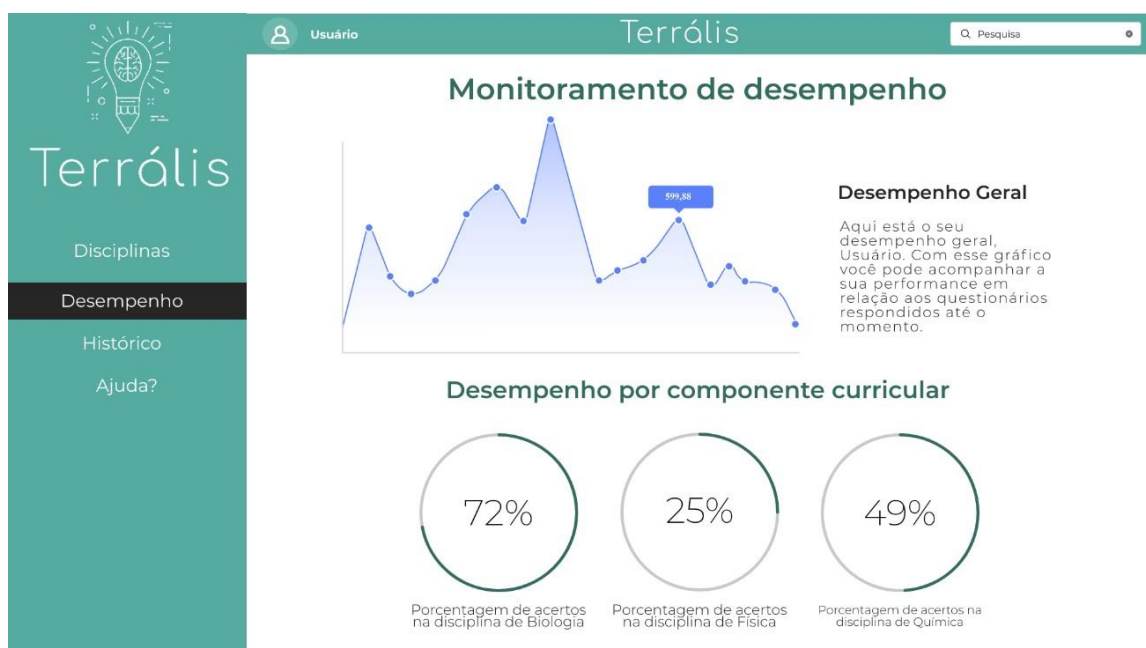 Terrális
Disciplinas
Desempenho
Histórico
Ajuda?
Usuário
Terrális
Pesquisa
Monitoramento de desempenho
599,88
Desempenho Geral
Aqui está o seu
desempenho geral,
Usuário. Com esse gráfico
você pode acompanhar a
sua performance em
relação aos questionários
respondidos até o
momento.
Desempenho por componente curricular
72%
Porcentagem de acertos
na disciplina de Biologia
25%
Porcentagem de acertos
na disciplina de Física
49%
Porcentagem de acertos na
disciplina de Química